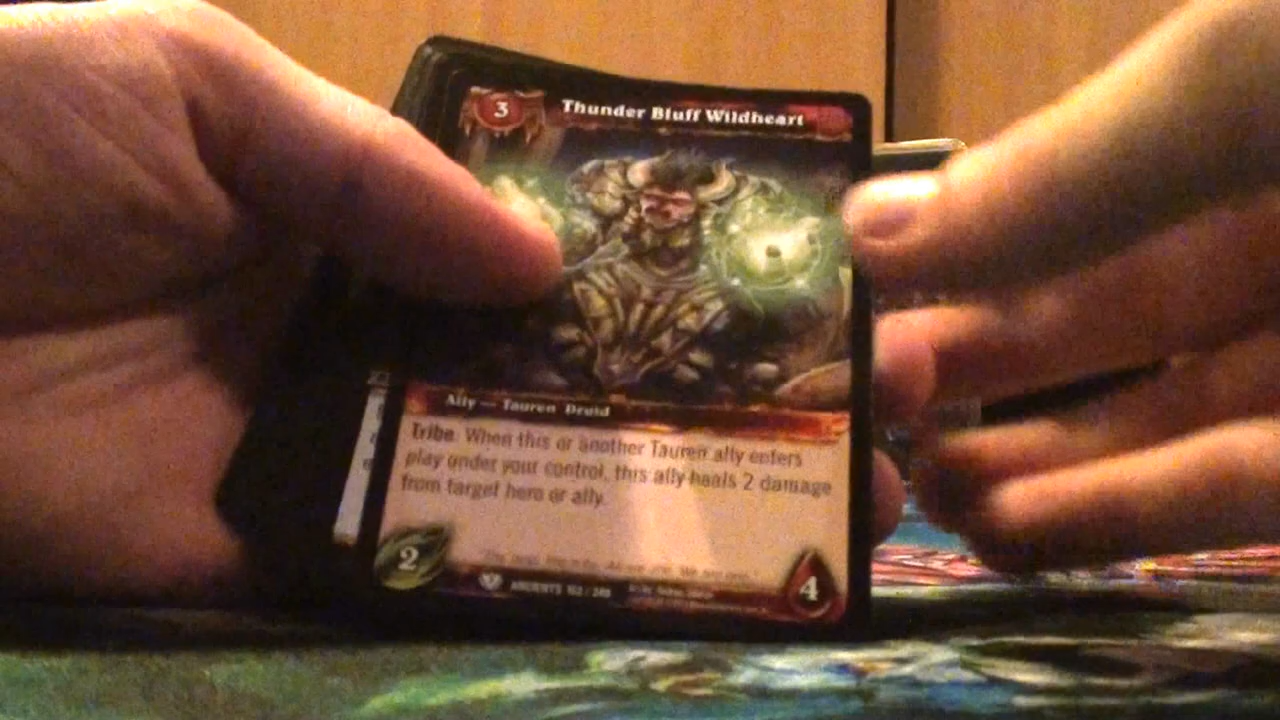 3 Thunder Bluff Wildheart
Ally — Tauren Druid
Tribe: When this or another Tauren ally enters
play under your control, this ally heals 2 damage
from target hero or ally.
2
4
ANCIENTS